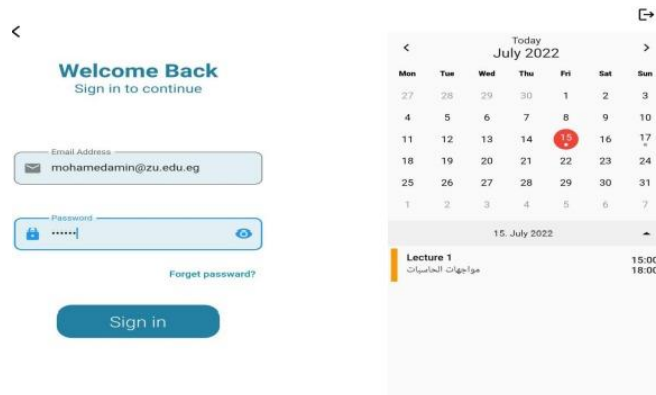 Welcome Back
Sign in to continue
Email Address
mohamedamin@zu.edu.eg
Password
••••••
Forget password?
Sign in
Today
July 2022
Mon Tue Wed Thu Fri Sat Sun
27 28 29 30 1 2 3
4 5 6 7 8 9 10
11 12 13 14 15 16 17
18 19 20 21 22 23 24
25 26 27 28 29 30 31
1 2 3 4 5 6 7
15. July 2022
Lecture 1 15:00
مواجهات الحاسبات 18:00